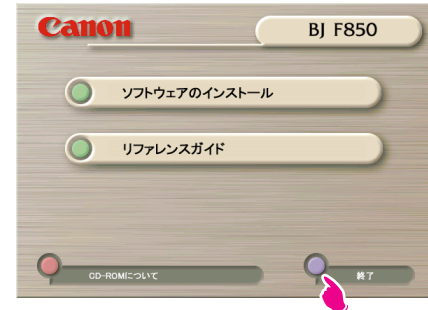 Canon
BJ F850
ソフトウェアのインストール
リファレンスガイド
CD-ROMについて
終了